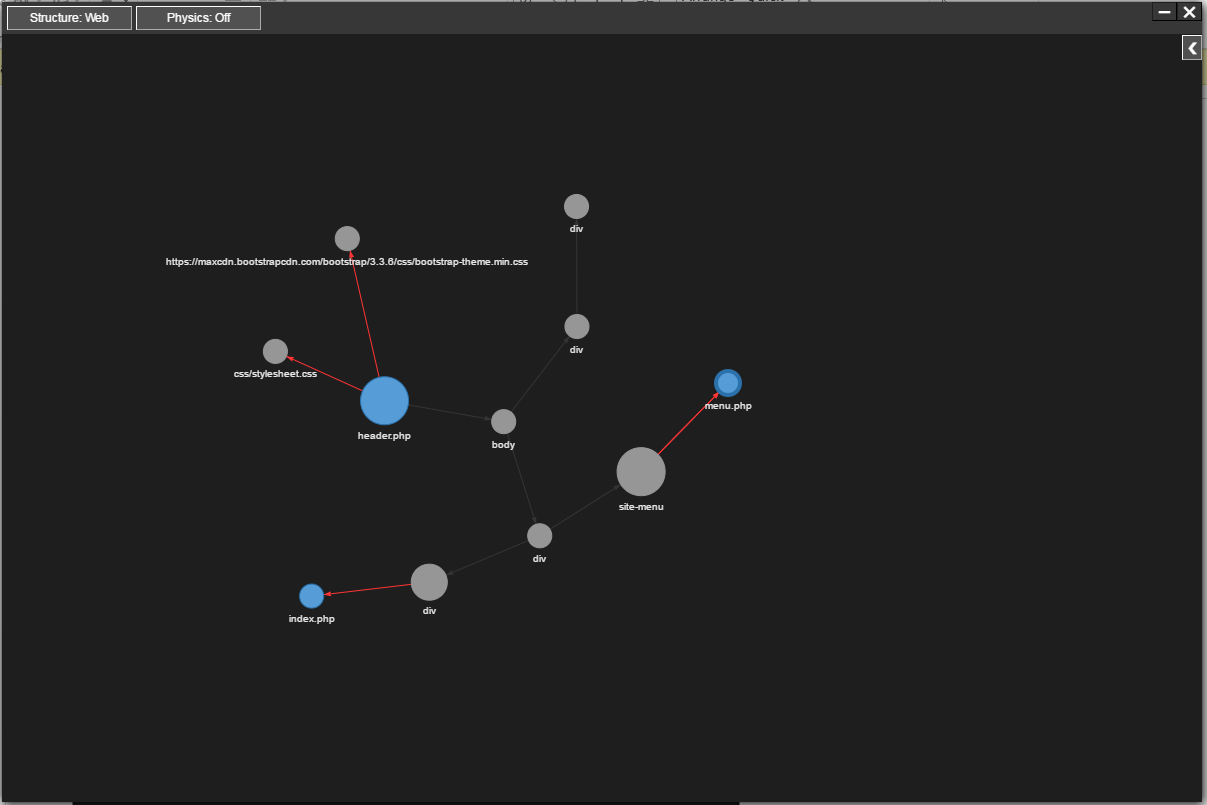 Structure: Web
Physics: Off
div
https://maxcdn.bootstrapcdn.com/bootstrap/3.3.6/css/bootstrap-theme.min.css
div
css/stylesheet.css
menu.php
header.php
body
site-menu
div
div
index.php